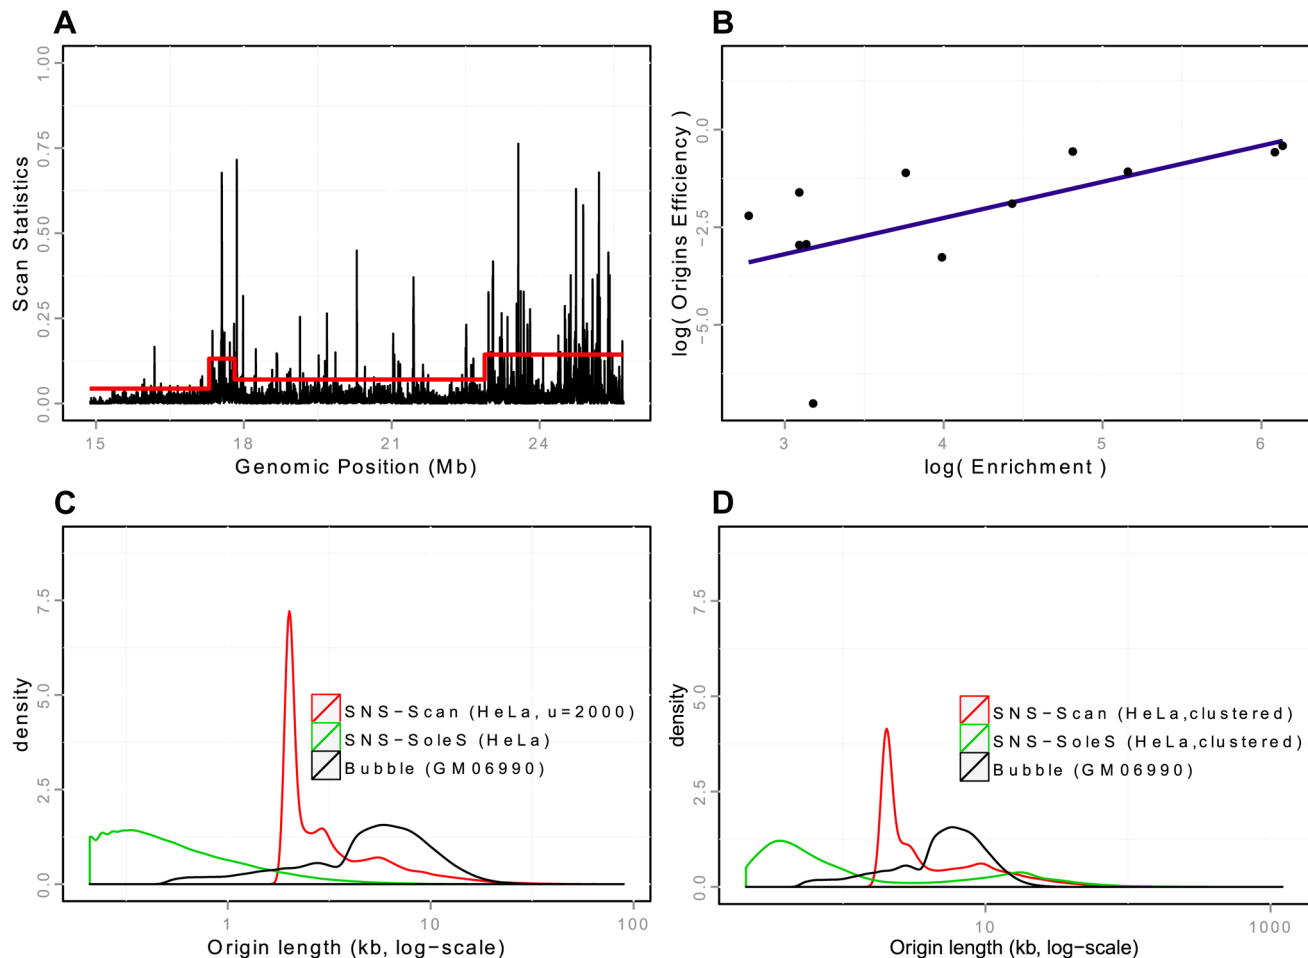 A
1.00
0.75
0.50
0.25
0.00
Scan Statistics
15 18 21 24
Genomic Position (Mb)
B
0.0
−2.5
−5.0
log( Origins Efficiency )
3 4 5 6
log( Enrichment )
C
7.5
5.0
2.5
0.0
density
SNS−Scan (HeLa, u=2000)
SNS−SoleS (HeLa)
Bubble (GM06990)
1 10 100
Origin length (kb, log−scale)
D
7.5
5.0
2.5
0.0
density
SNS−Scan (HeLa,clustered)
SNS−SoleS (HeLa,clustered)
Bubble (GM06990)
10 1000
Origin length (kb, log−scale)